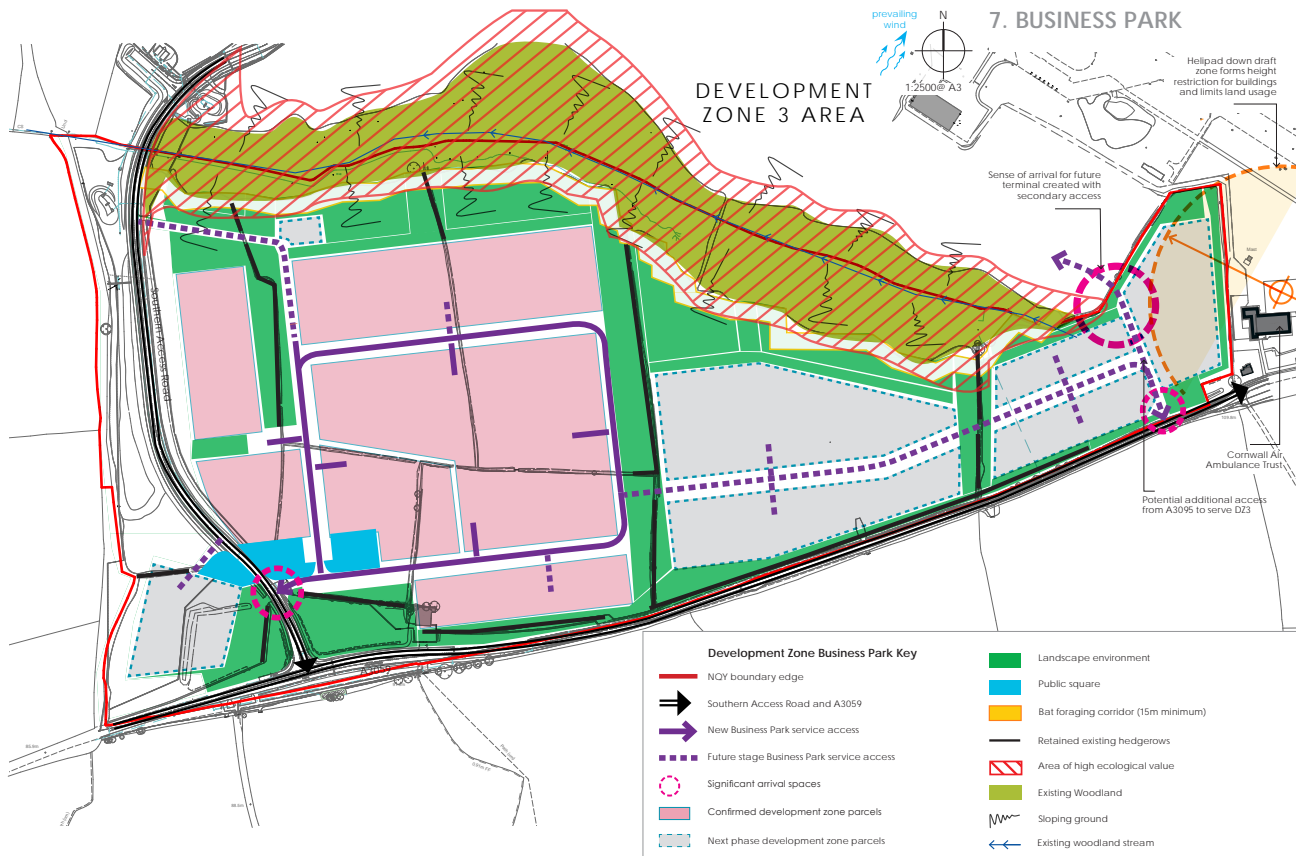 7. BUSINESS PARK
prevailing
wind
N
1:2500@ A3
DEVELOPMENT
ZONE 3 AREA
Helipad down draft
zone forms height
restriction for buildings
and limits land usage
Sense of arrival for future
terminal created with
secondary access
Mast
Southern Access Road
Cornwall Air
Ambulance Trust
Potential additional access
from A3095 to serve DZ3
A3059
Development Zone Business Park Key
NQY boundary edge
Southern Access Road and A3059
New Business Park service access
Future stage Business Park service access
Significant arrival spaces
Confirmed development zone parcels
Next phase development zone parcels
Landscape environment
Public square
Bat foraging corridor (15m minimum)
Retained existing hedgerows
Area of high ecological value
Existing Woodland
Sloping ground
Existing woodland stream